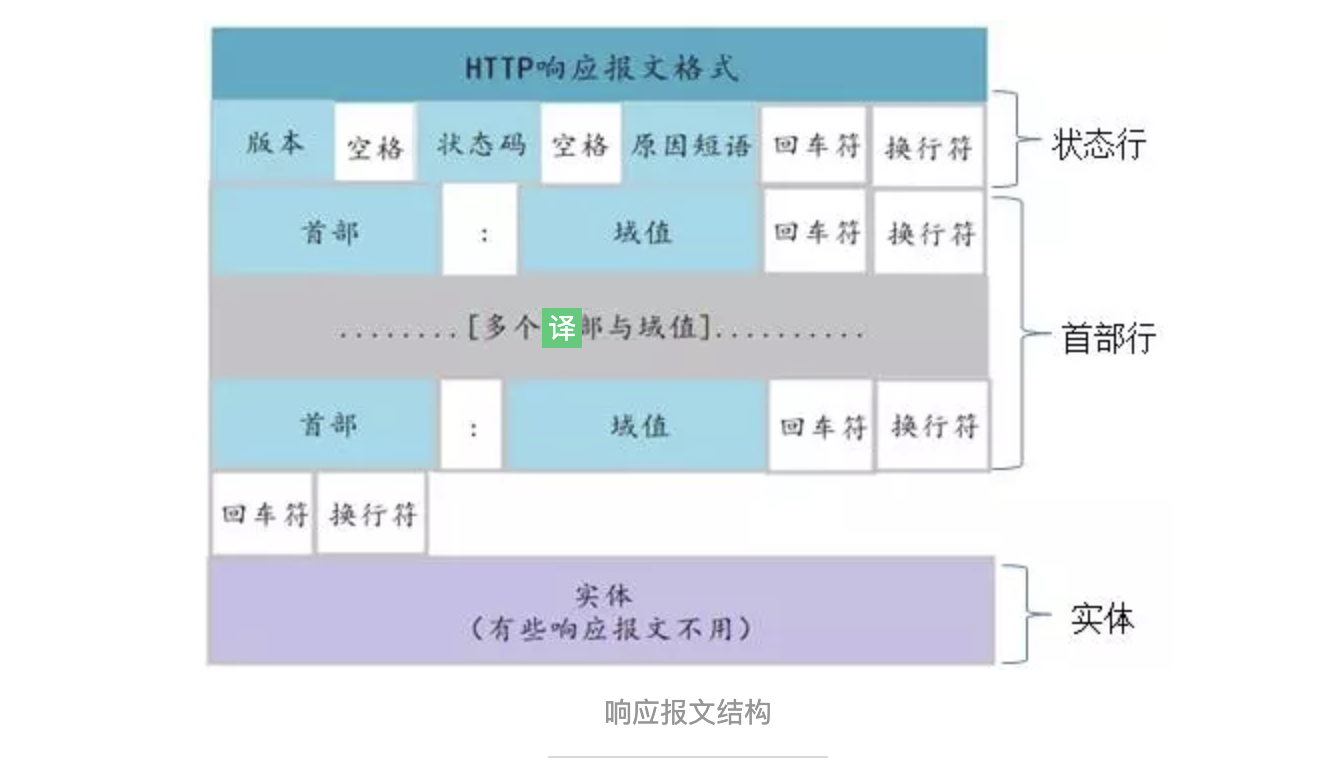 HTTP响应报文格式
版本 空格 状态码 空格 原因短语 回车符 换行符 状态行
首部 : 域值 回车符 换行符
........[多个 译 部与域值]..........
首部行
首部 : 域值 回车符 换行符
回车符 换行符
实体
(有些响应报文不用)
实体
响应报文结构